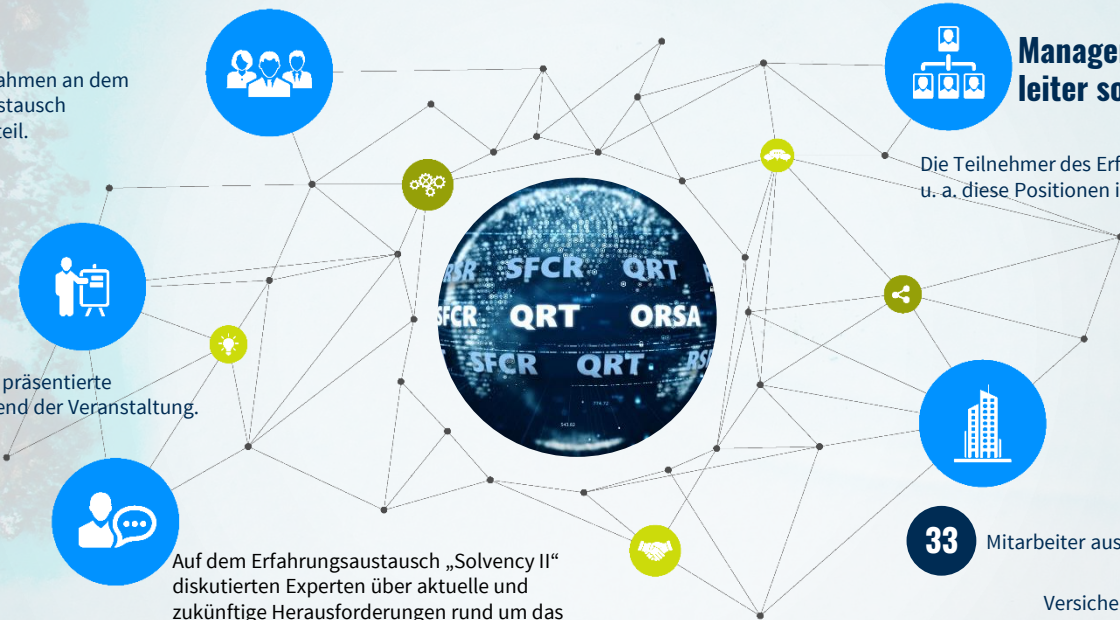 ahmen an dem
stausch
teil.
Manage
leiter so
Die Teilnehmer des Erf
u. a. diese Positionen i
RSR SFCR QRT
SFCR QRT ORSA
SFCR QRT RS
präsentierte
end der Veranstaltung.
33 Mitarbeiter aus
Versiche
Auf dem Erfahrungsaustausch „Solvency II“
diskutierten Experten über aktuelle und
zukünftige Herausforderungen rund um das